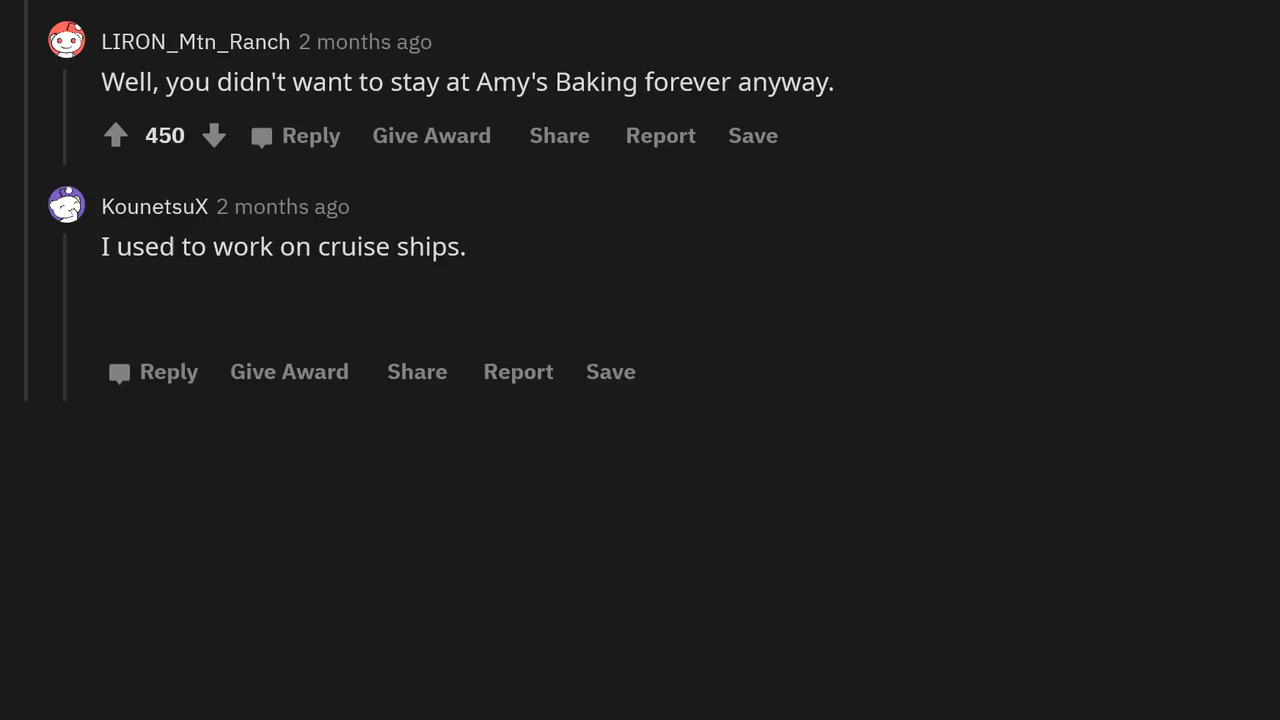 LIRON_Mtn_Ranch 2 months ago
Well, you didn't want to stay at Amy's Baking forever anyway.
450 Reply Give Award Share Report Save
KounetsuX 2 months ago
I used to work on cruise ships.
Reply Give Award Share Report Save